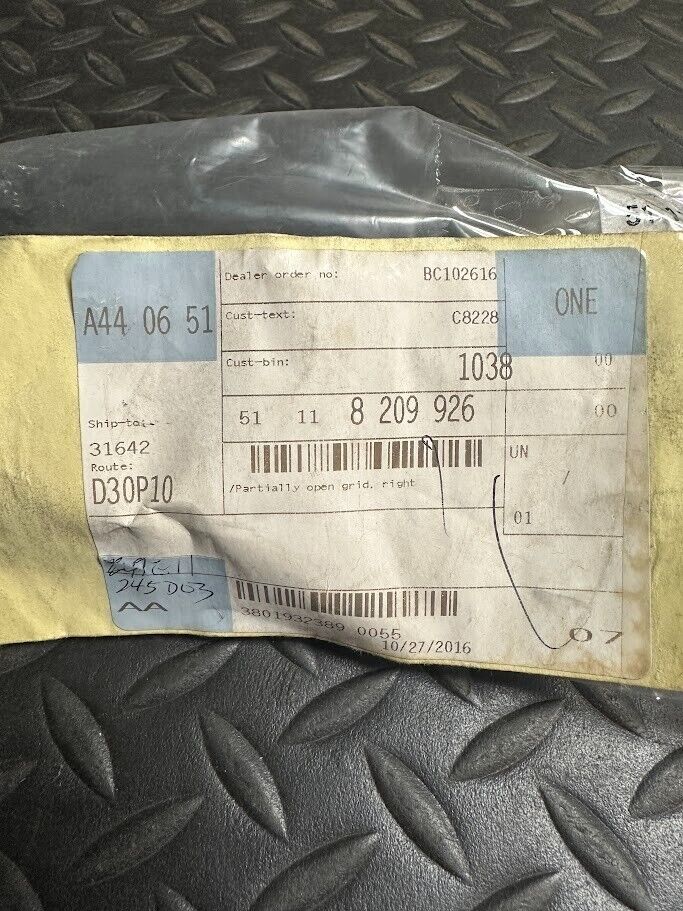 A44 06 51
Dealer order no: BC102616
ONE
Cust-text: C8228
Cust-bin: 1038 00
51 11 8 209 926 00
Ship-to:
31642
Route:
D30P10
/Partially open grid, right
UN
/
01
245 D03
AA
3801932389 0055
10/27/2016
07